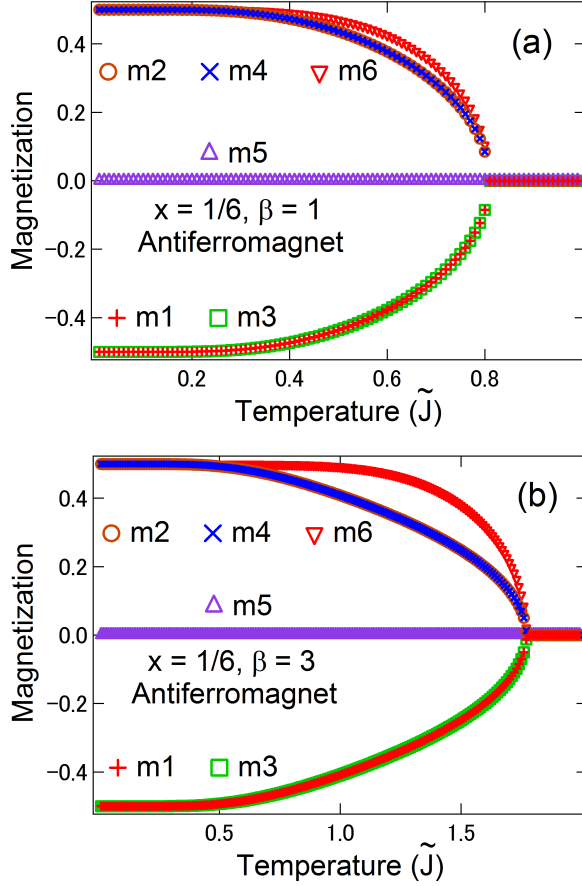 0.4
0.2
0.0
-0.2
-0.4
Magnetization
(a)
m2 m4 m6
m5
x = 1/6, β = 1
Antiferromagnet
m1 m3
0.2 0.4 0.6 0.8
Temperature (J̃)
0.4
0.2
0.0
-0.2
-0.4
Magnetization
(b)
m2 m4 m6
m5
x = 1/6, β = 3
Antiferromagnet
m1 m3
0.5 1.0 1.5
Temperature (J̃)